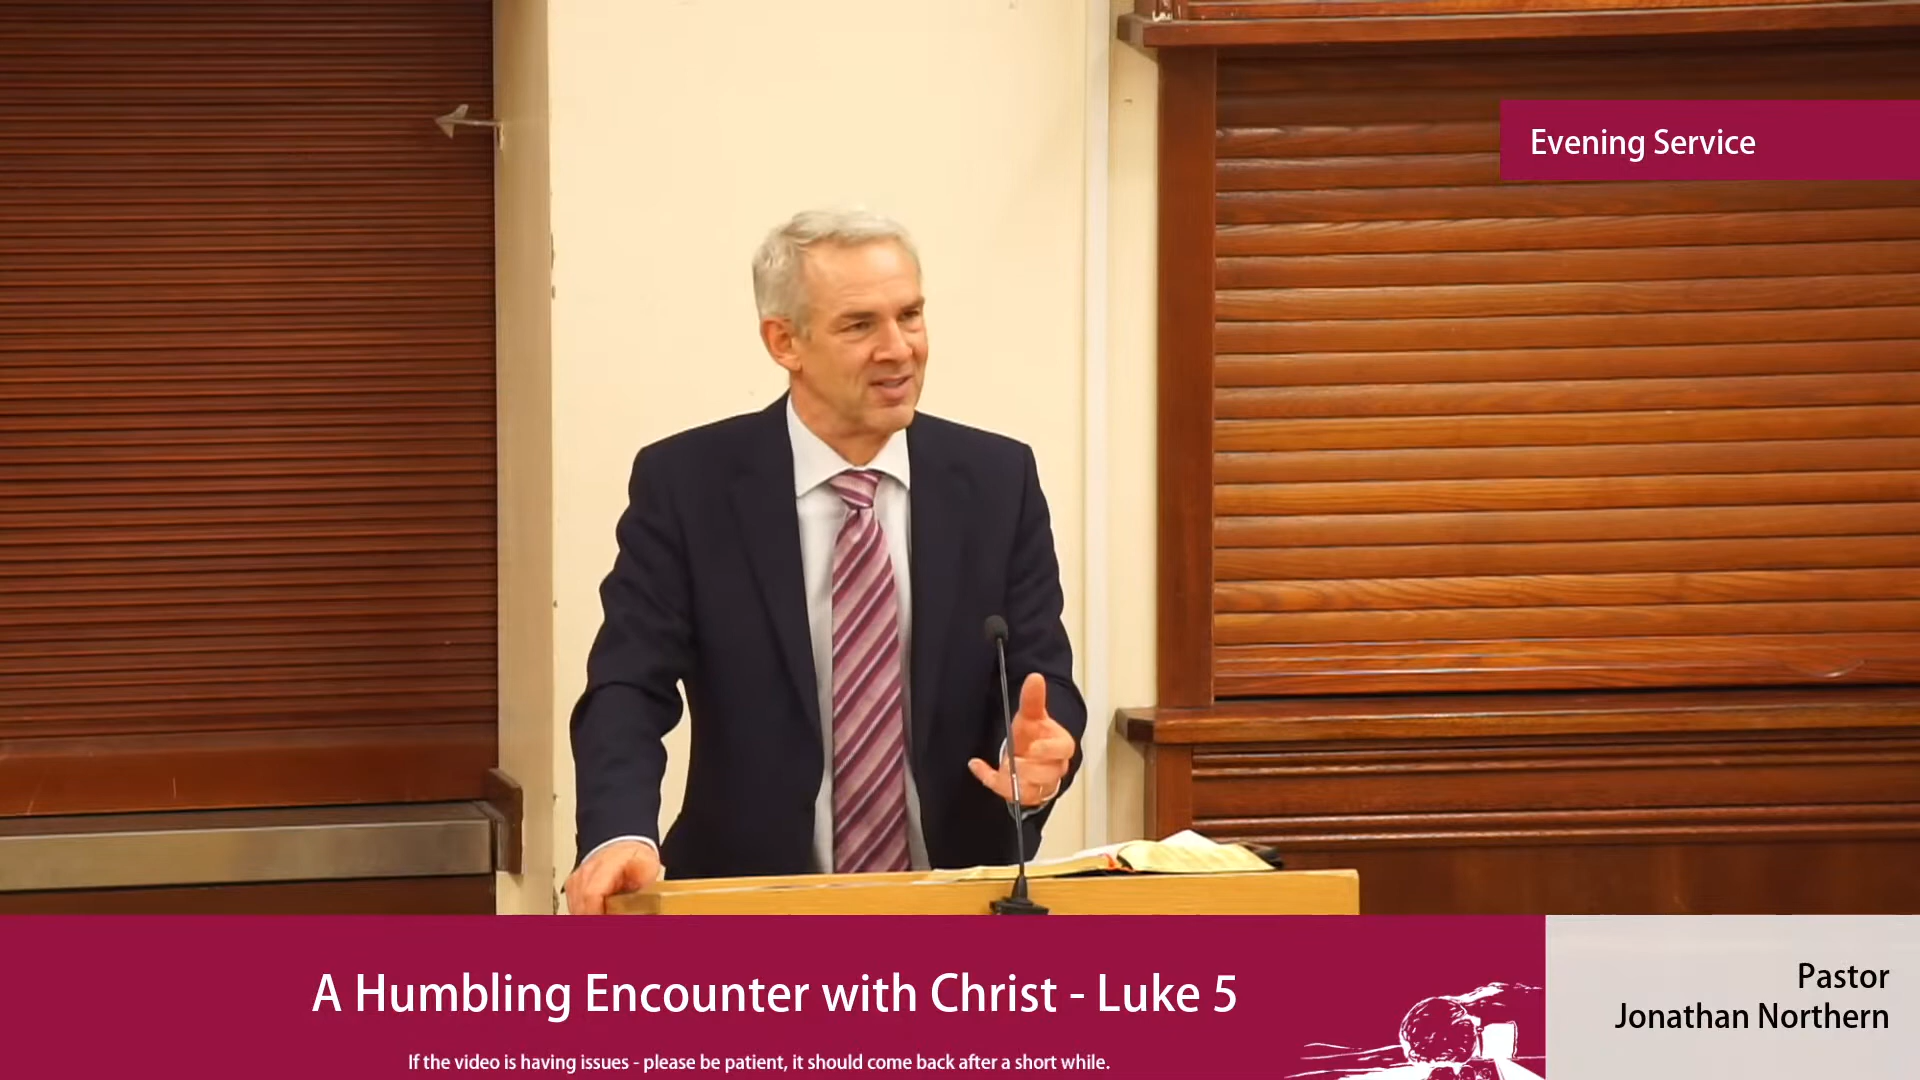 Evening Service
A Humbling Encounter with Christ - Luke 5
If the video is having issues - please be patient, it should come back after a short while.
Pastor
Jonathan Northern